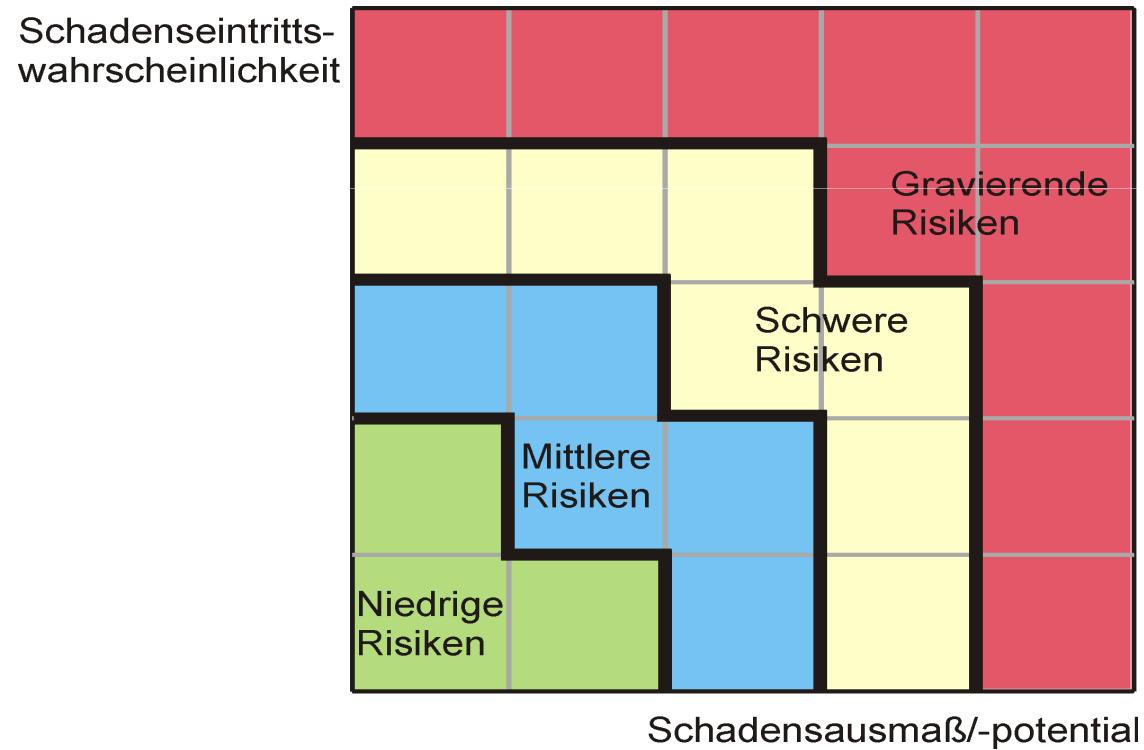 Schadenseintritts-
wahrscheinlichkeit
Gravierende
Risiken
Schwere
Risiken
Mittlere
Risiken
Niedrige
Risiken
Schadensausmaß/-potential